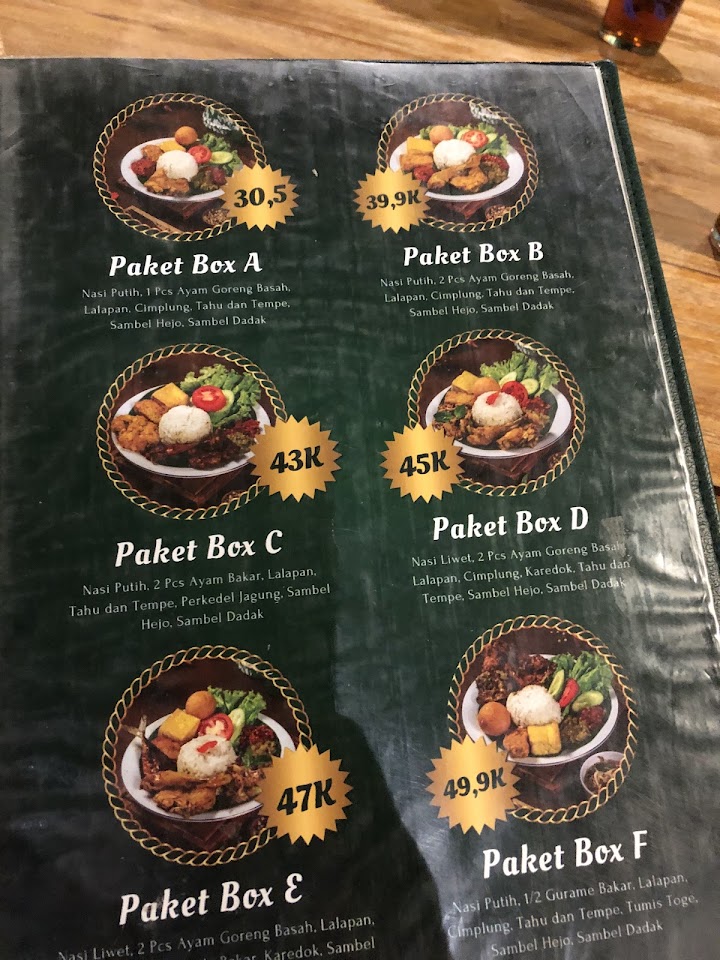 30,5
Paket Box A
Nasi Putih, 1 Pcs Ayam Goreng Basah,
Lalapan, Cimplung, Tahu dan Tempe,
Sambel Hejo, Sambel Dadak
39,9K
Paket Box B
Nasi Putih, 2 Pcs Ayam Goreng Basah,
Lalapan, Cimplung, Tahu dan Tempe,
Sambel Hejo, Sambel Dadak
43K
Paket Box C
Nasi Putih, 2 Pcs Ayam Bakar, Lalapan,
Tahu dan Tempe, Perkedel Jagung, Sambel
Hejo, Sambel Dadak
45K
Paket Box D
Nasi Liwet, 2 Pcs Ayam Goreng Basah,
Lalapan, Cimplung, Karedok, Tahu dan
Tempe, Sambel Hejo, Sambel Dadak
47K
Paket Box E
Nasi Liwet, 2 Pcs Ayam Goreng Basah, Lalapan,
Bakar, Karedok, Sambel
49,9K
Paket Box F
Nasi Putih, 1/2 Gurame Bakar, Lalapan,
Cimplung, Tahu dan Tempe, Tumis Toge,
Sambel Hejo, Sambel Dadak